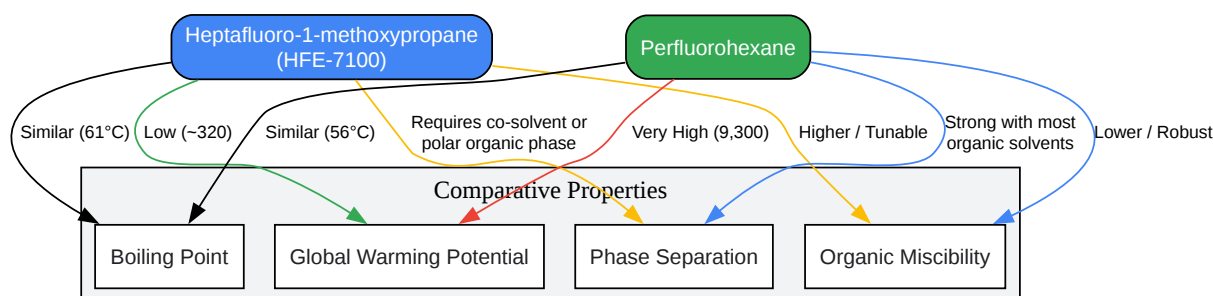 Heptafluoro-1-methoxypropane
(HFE-7100)
Perfluorohexane
Similar (61°C)
Low (~320)
Similar (56°C)
Requires co-solvent or
polar organic phase
Very High (9,300)
Higher / Tunable
Strong with most
organic solvents
Lower / Robust
Comparative Properties
Boiling Point
Global Warming Potential
Phase Separation
Organic Miscibility